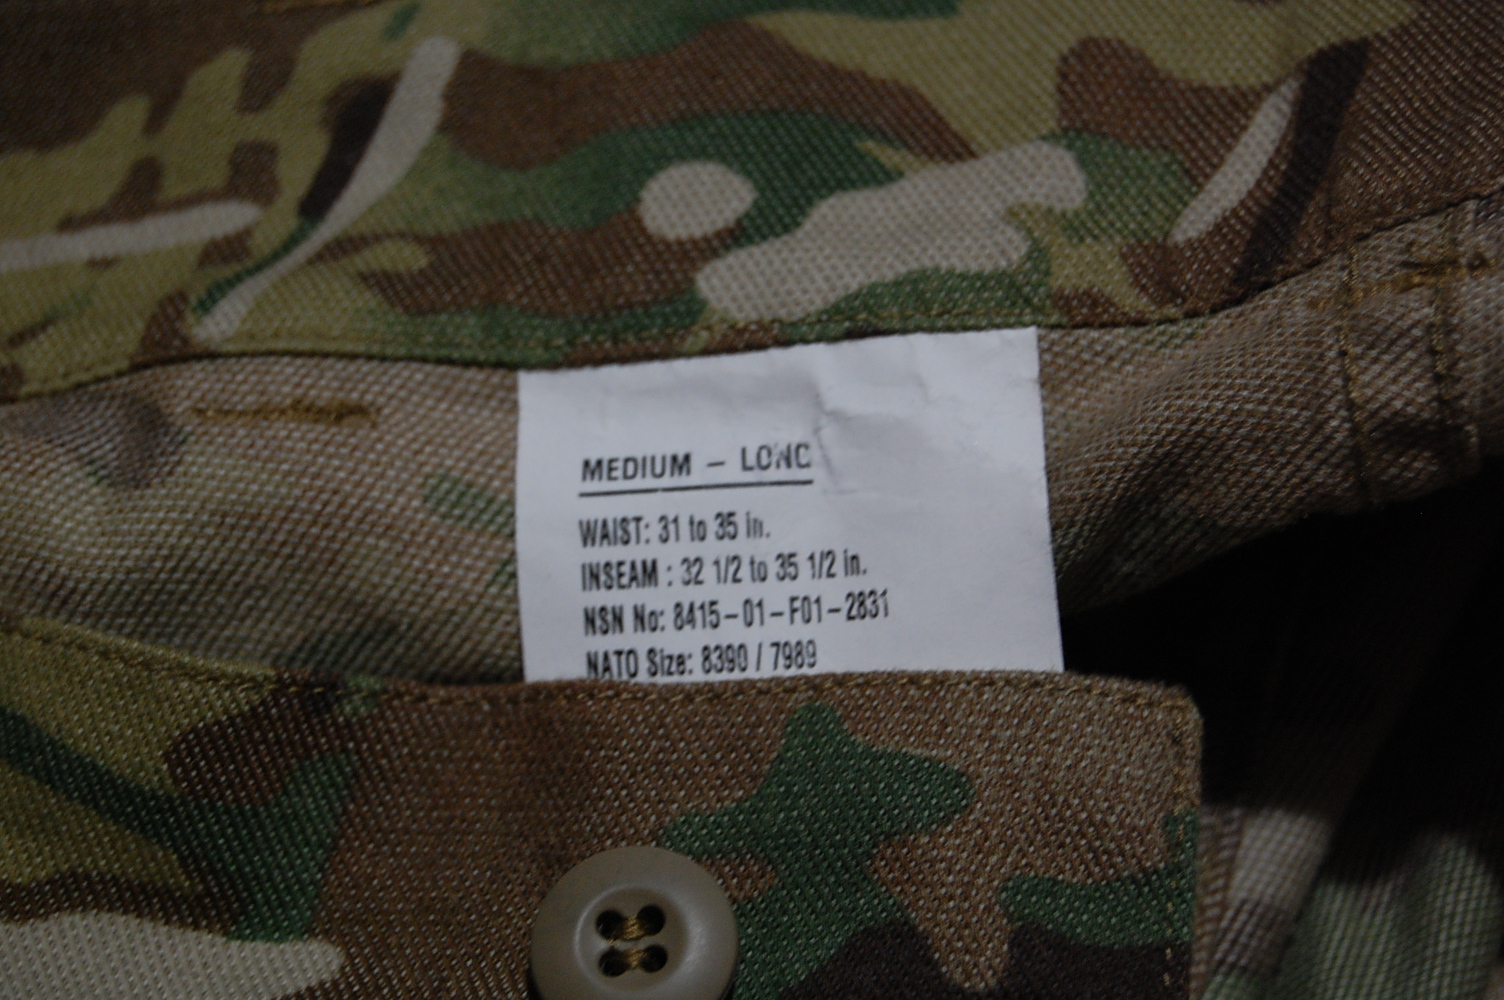 MEDIUM – LONG
WAIST: 31 to 35 in.
INSEAM : 32 1/2 to 35 1/2 in.
NSN No: 8415–01–F01–2831
NATO Size: 8390 / 7989